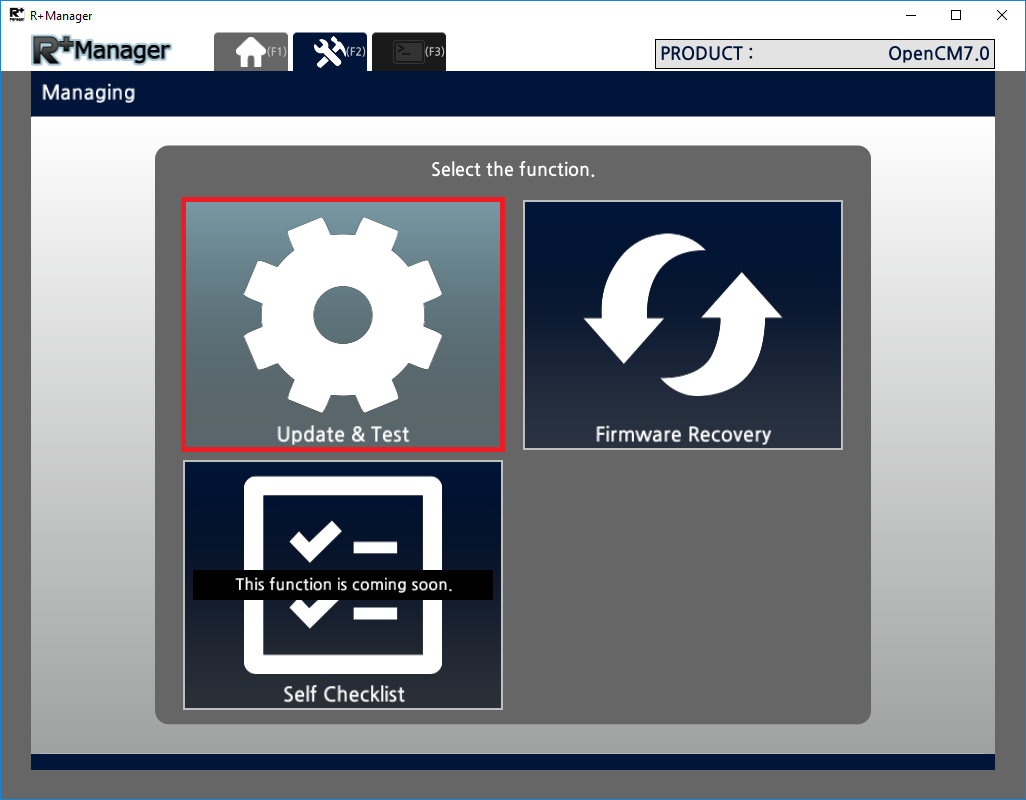 R+Manager
R+Manager
(F1)
(F2)
(F3)
PRODUCT : OpenCM7.0
Managing
Select the function.
Update & Test
Firmware Recovery
This function is coming soon.
Self Checklist